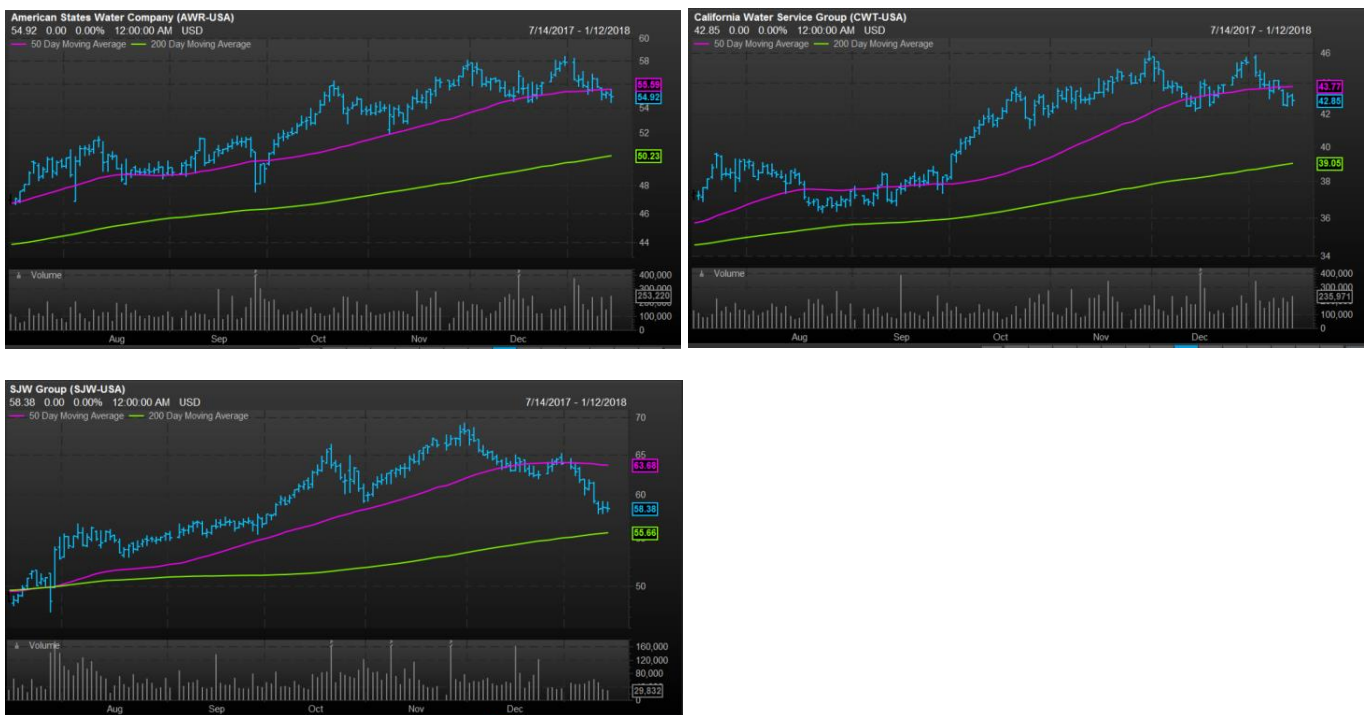 American States Water Company (AWR-USA)
54.92 0.00 0.00% 12:00:00 AM USD 7/14/2017 - 1/12/2018
50 Day Moving Average 200 Day Moving Average
60
58
55.59
54.92
54
52
50.23
48
46
44
Volume
400,000
300,000
253,220
100,000
0
Aug Sep Oct Nov Dec
California Water Service Group (CWT-USA)
42.85 0.00 0.00% 12:00:00 AM USD 7/14/2017 - 1/12/2018
50 Day Moving Average 200 Day Moving Average
46
43.77
42.85
42
40
39.05
38
36
34
Volume
400,000
300,000
235,971
100,000
0
Aug Sep Oct Nov Dec
SJW Group (SJW-USA)
58.38 0.00 0.00% 12:00:00 AM USD 7/14/2017 - 1/12/2018
50 Day Moving Average 200 Day Moving Average
70
65
63.68
60
58.38
55.66
50
Volume
160,000
120,000
80,000
29,832
0
Aug Sep Oct Nov Dec